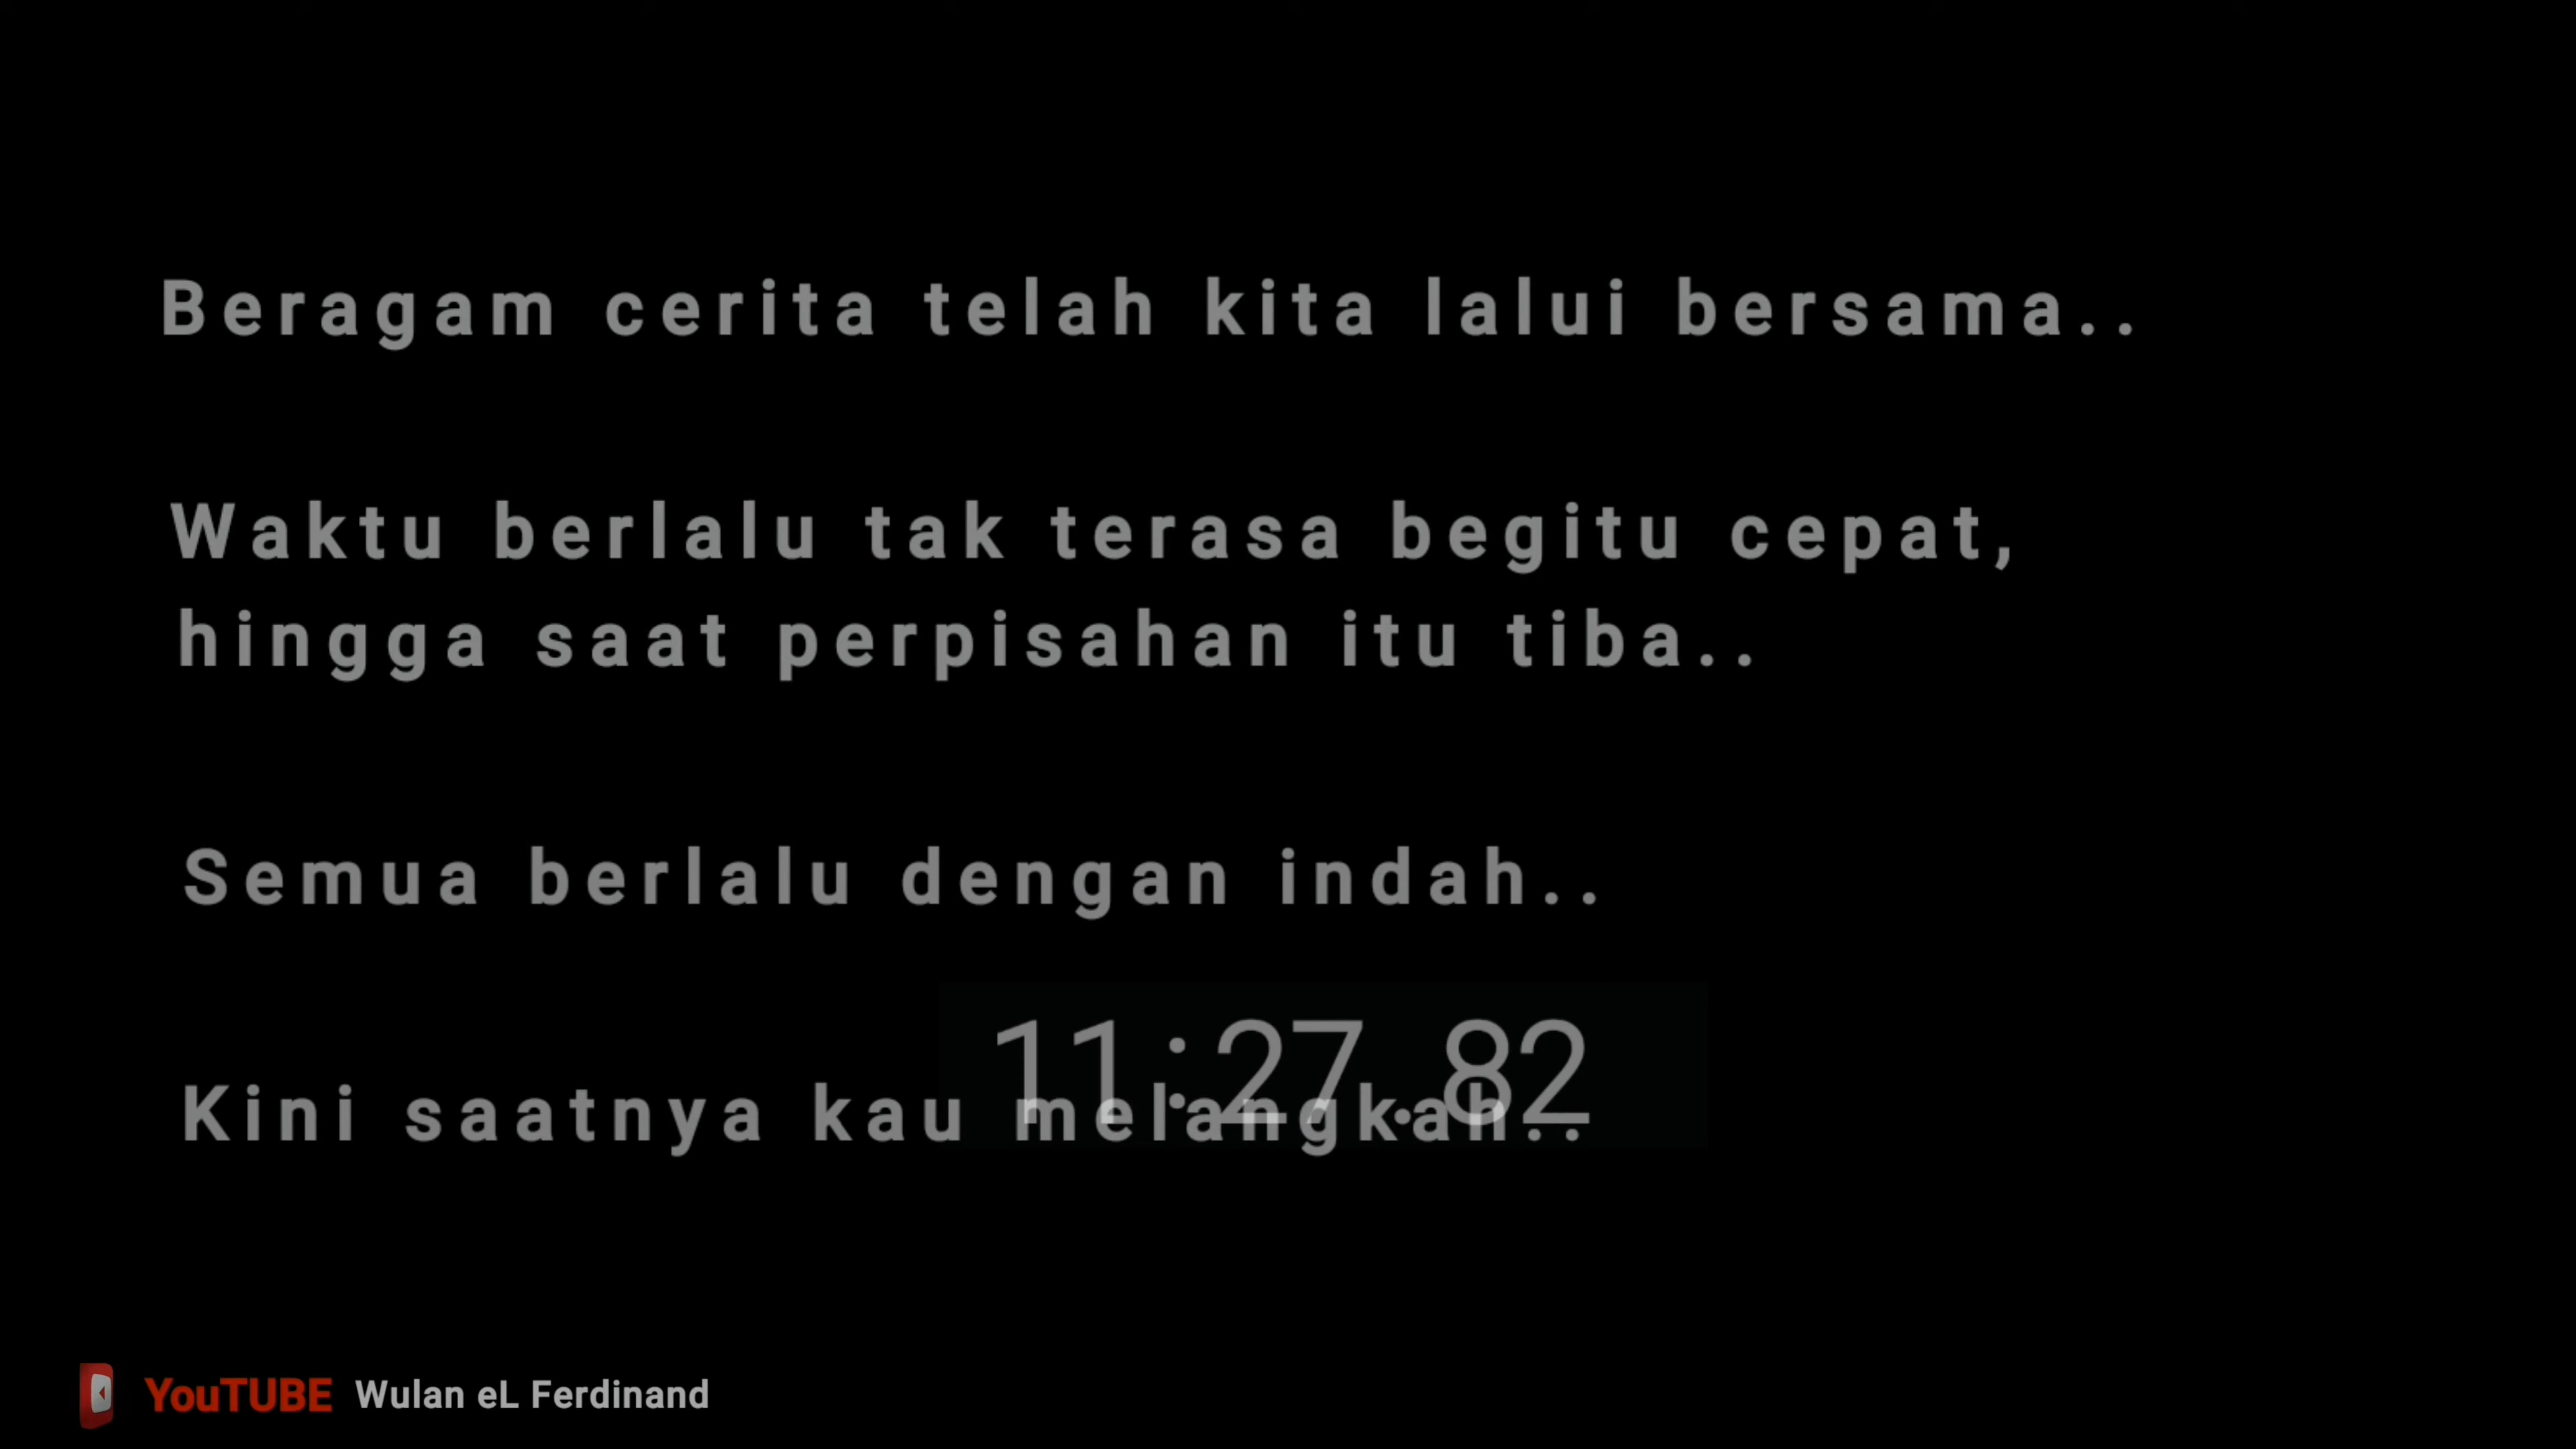 Beragam cerita telah kita lalui bersama..
Waktu berlalu tak terasa begitu cepat,
hingga saat perpisahan itu tiba..
Semua berlalu dengan indah..
11:27.82
Kini saatnya kau melangkah..
YouTUBE Wulan eL Ferdinand